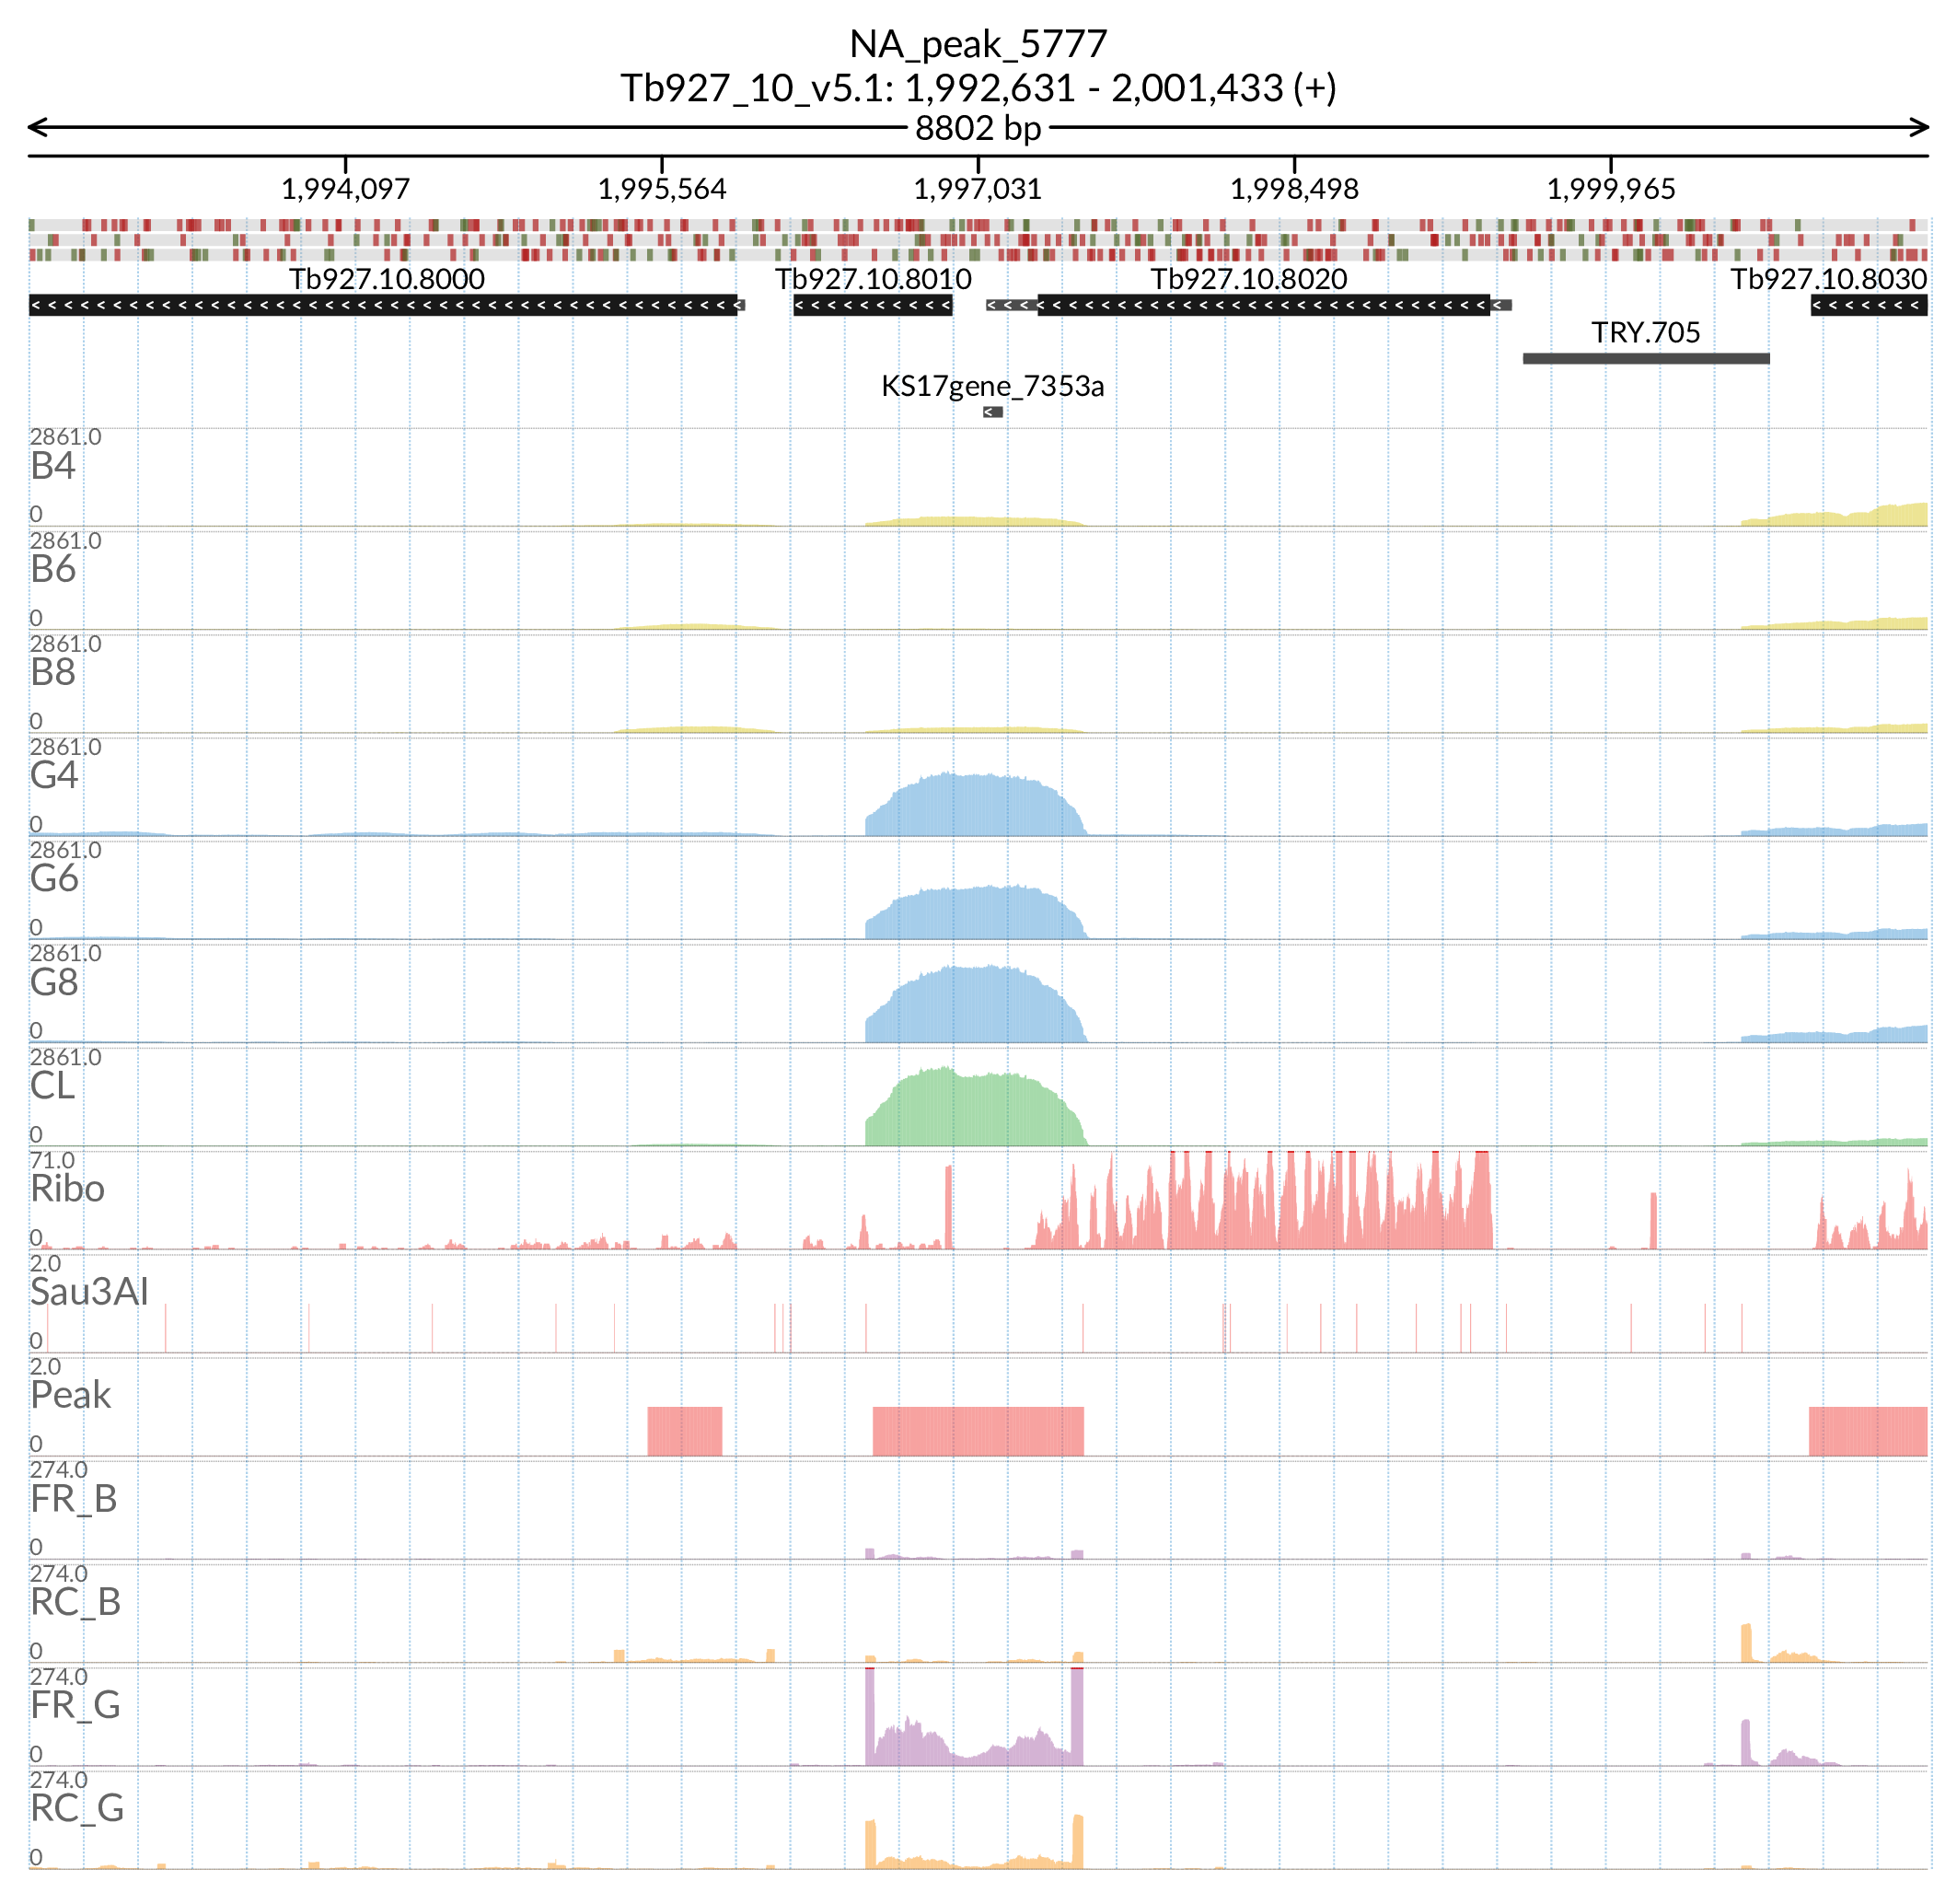 NA_peak_5777
Tb927_10_v5.1: 1,992,631 - 2,001,433 (+)
8802 bp
1,994,097 1,995,564 1,997,031 1,998,498 1,999,965
Tb927.10.8000 Tb927.10.8010 Tb927.10.8020 Tb927.10.8030
TRY.705
KS17gene_7353a
2861.0
B4
0
2861.0
B6
0
2861.0
B8
0
2861.0
G4
0
2861.0
G6
0
2861.0
G8
0
2861.0
CL
0
71.0
Ribo
0
2.0
Sau3AI
0
2.0
Peak
0
274.0
FR_B
0
274.0
RC_B
0
274.0
FR_G
0
274.0
RC_G
0